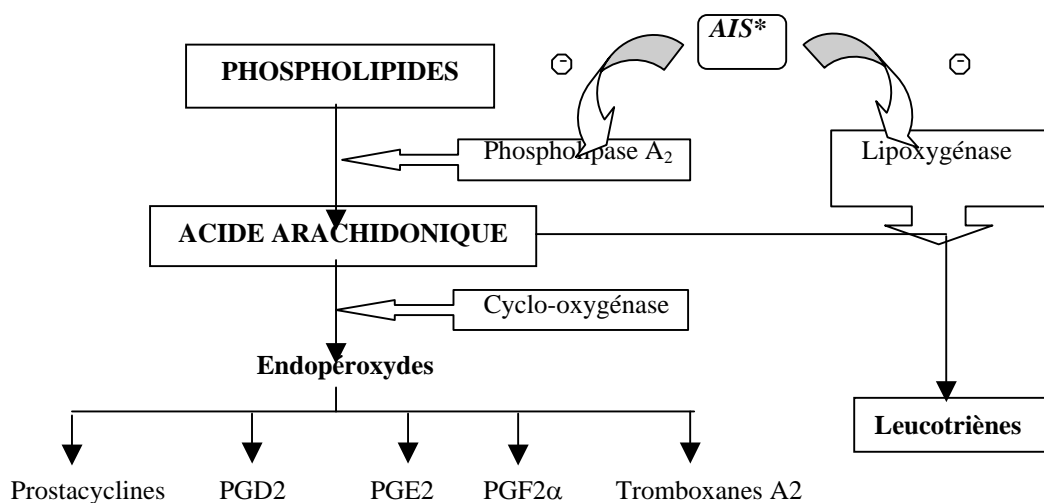 AIS*
-
-
PHOSPHOLIPIDES
Phospholipase A₂
Lipoxygénase
ACIDE ARACHIDONIQUE
Cyclo-oxygénase
Endopéroxydes
Leucotriènes
Prostacyclines PGD2 PGE2 PGF2α Tromboxanes A2